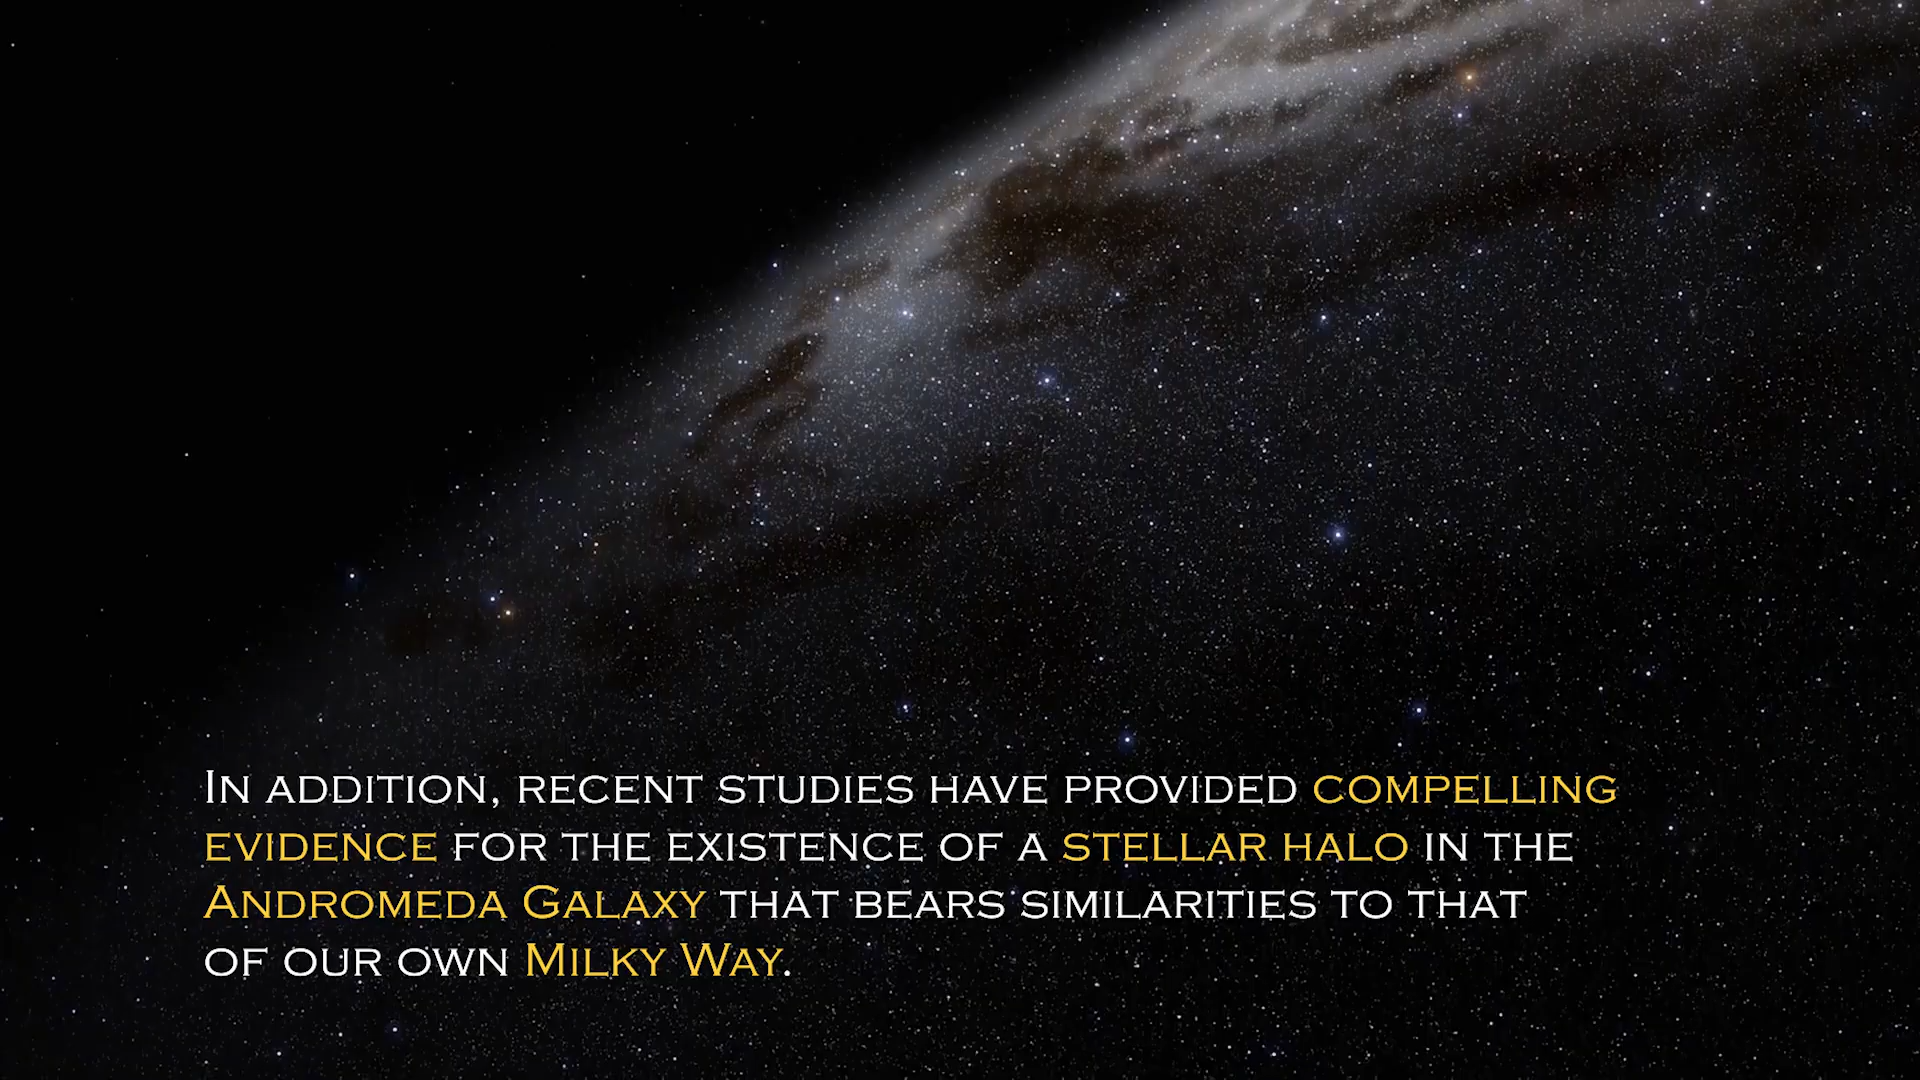 In addition, recent studies have provided compelling
evidence for the existence of a stellar halo in the
Andromeda Galaxy that bears similarities to that
of our own Milky Way.